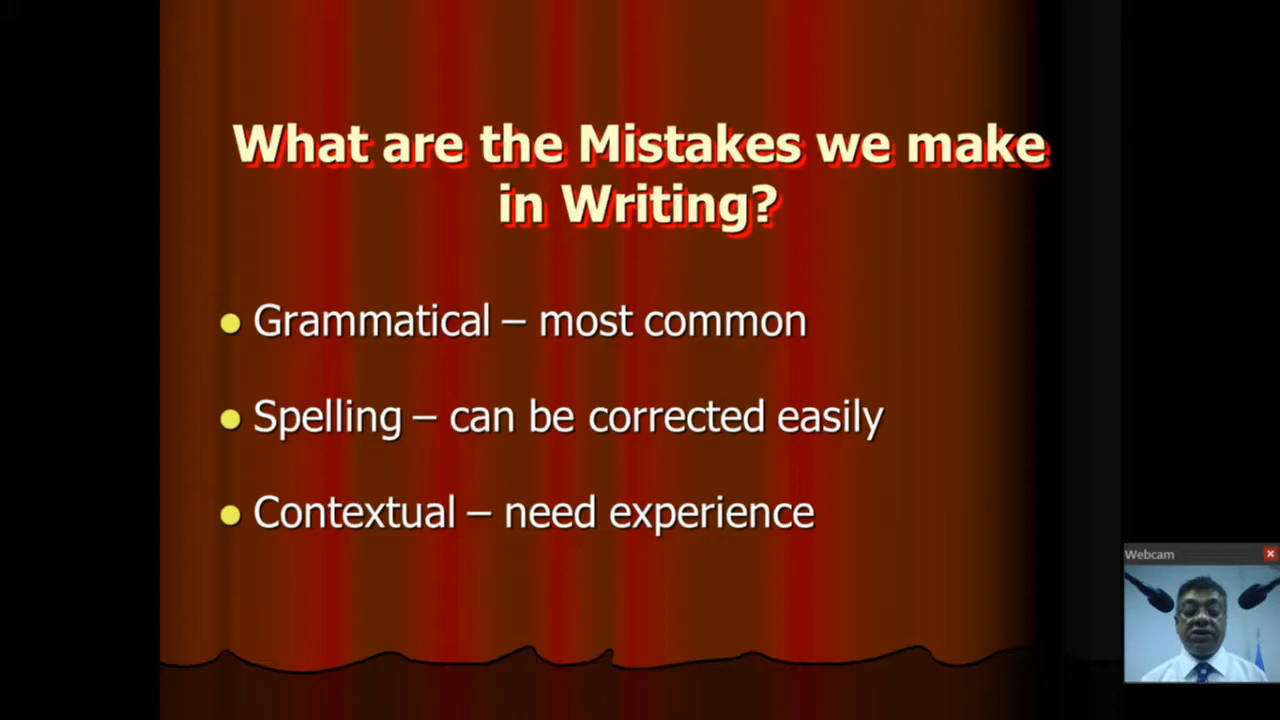 What are the Mistakes we make
in Writing?
Grammatical – most common
Spelling – can be corrected easily
Contextual – need experience
Webcam